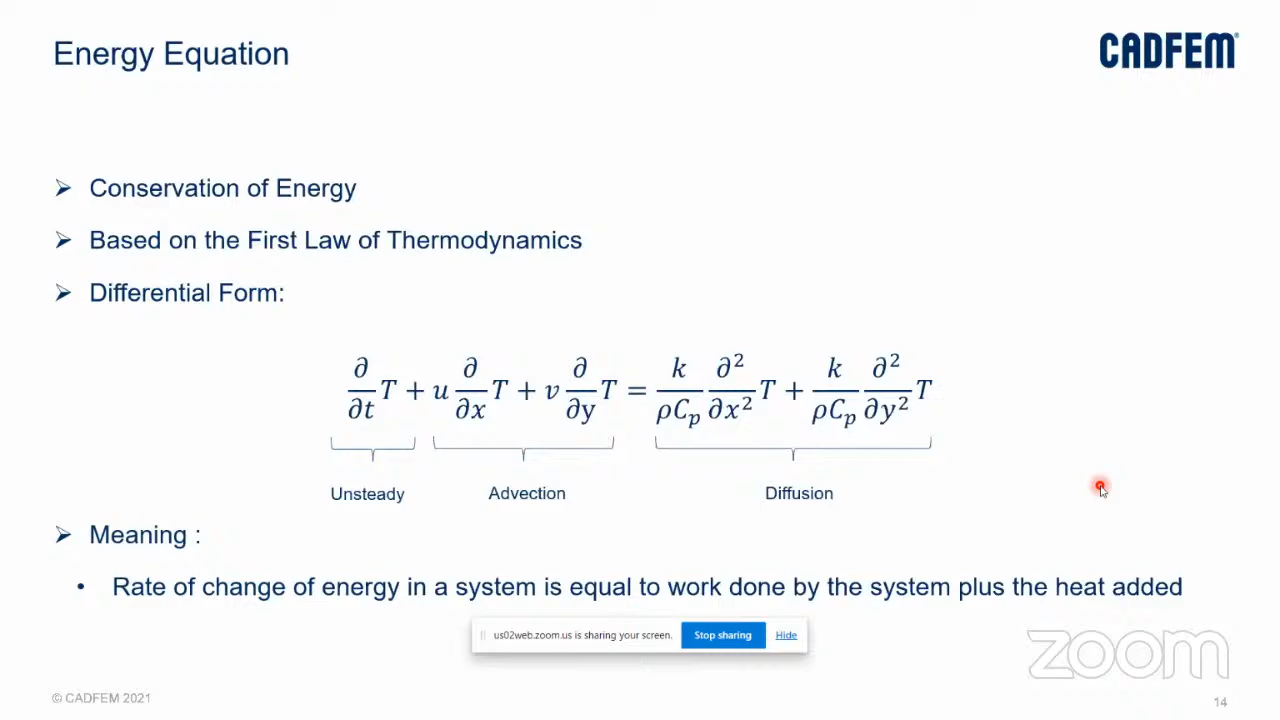 Energy Equation
CADFEM
➢ Conservation of Energy
➢ Based on the First Law of Thermodynamics
➢ Differential Form:
∂/∂t T + u ∂/∂x T + v ∂/∂y T = k/ρCₚ ∂²/∂x² T + k/ρCₚ ∂²/∂y² T
Unsteady Advection Diffusion
➢ Meaning :
• Rate of change of energy in a system is equal to work done by the system plus the heat added
us02web.zoom.us is sharing your screen. Stop sharing Hide
zoom
© CADFEM 2021
14